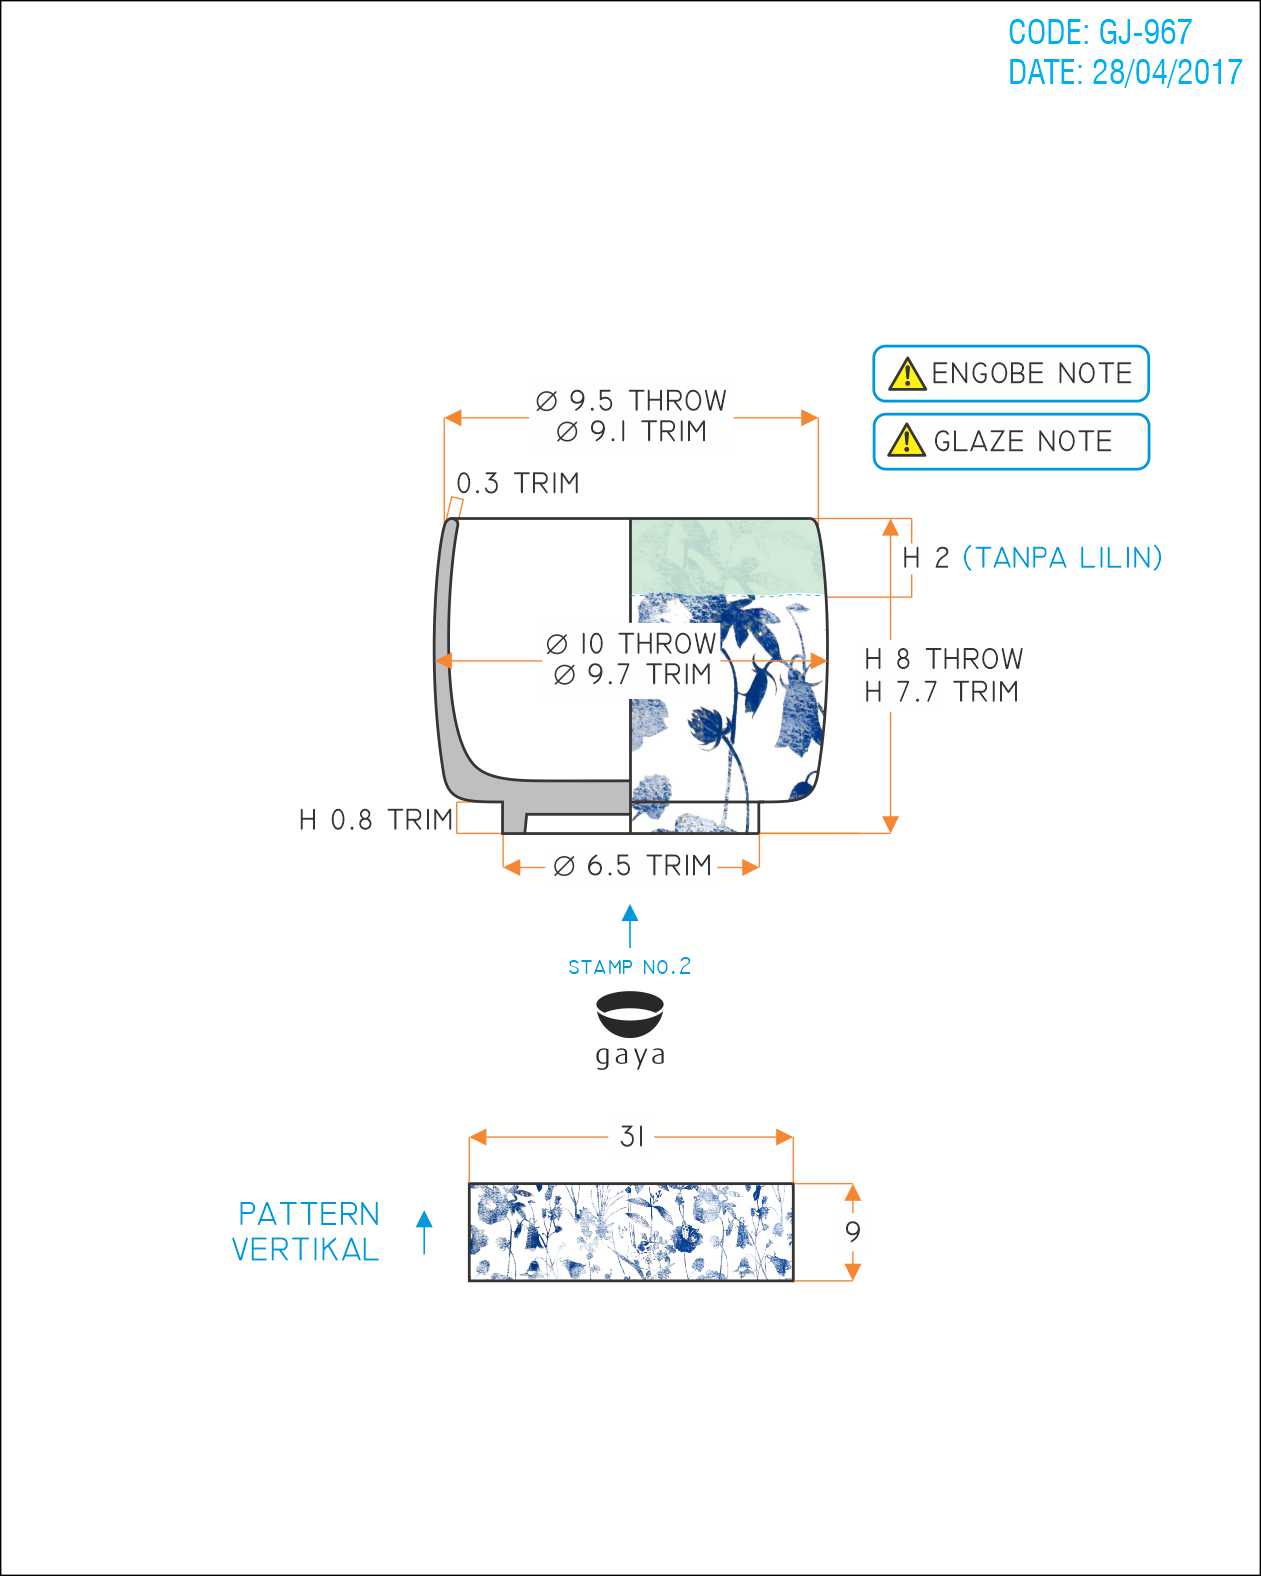 CODE: GJ-967
DATE: 28/04/2017
ENGOBE NOTE
GLAZE NOTE
Ø 9.5 THROW
Ø 9.1 TRIM
0.3 TRIM
H 2 (TANPA LILIN)
Ø 10 THROW
Ø 9.7 TRIM
H 8 THROW
H 7.7 TRIM
H 0.8 TRIM
Ø 6.5 TRIM
STAMP NO.2
gaya
31
PATTERN
VERTIKAL
9